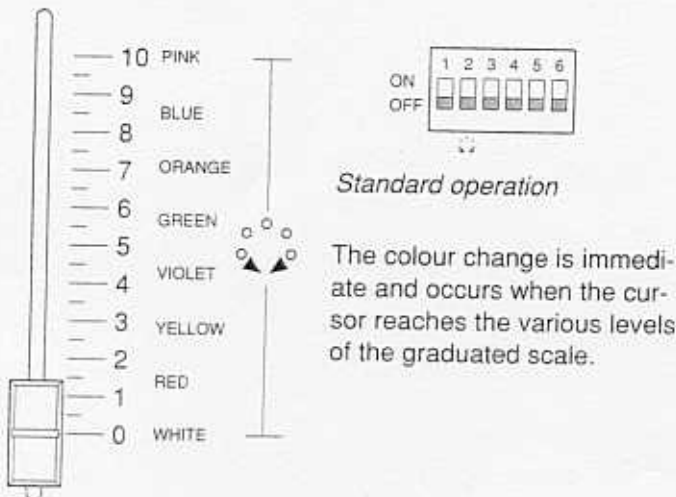 10 PINK
9
BLUE
8
7 ORANGE
6
GREEN
5
4 VIOLET
3
YELLOW
2
RED
1
0 WHITE
1 2 3 4 5 6
ON
OFF
Standard operation
The colour change is immedi-
ate and occurs when the cur-
sor reaches the various levels
of the graduated scale.